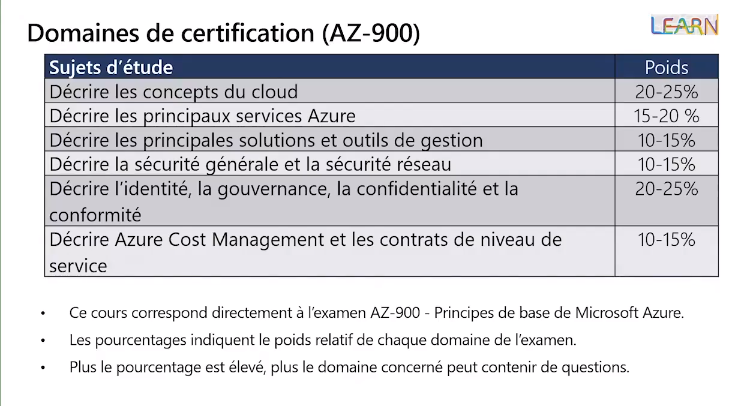 Domaines de certification (AZ-900)
LEARN
Sujets d'étude Poids
Décrire les concepts du cloud 20-25%
Décrire les principaux services Azure 15-20 %
Décrire les principales solutions et outils de gestion 10-15%
Décrire la sécurité générale et la sécurité réseau 10-15%
Décrire l'identité, la gouvernance, la confidentialité et la 20-25%
conformité
Décrire Azure Cost Management et les contrats de niveau de 10-15%
service
• Ce cours correspond directement à l'examen AZ-900 - Principes de base de Microsoft Azure.
• Les pourcentages indiquent le poids relatif de chaque domaine de l'examen.
• Plus le pourcentage est élevé, plus le domaine concerné peut contenir de questions.